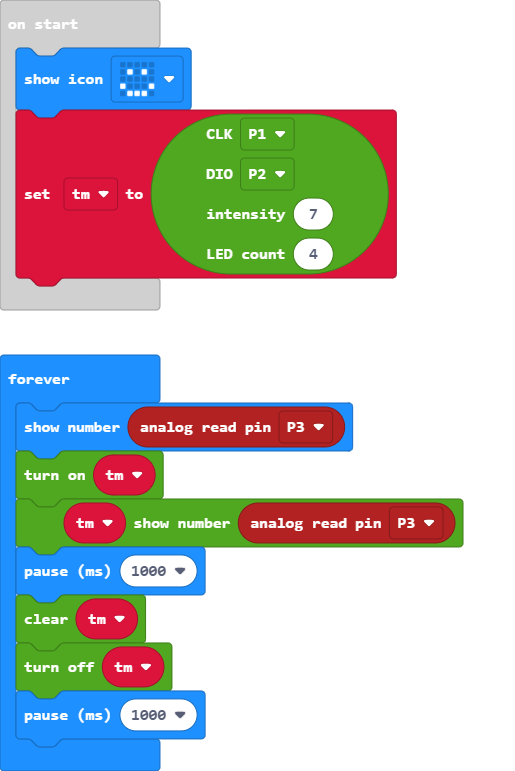 on start
show icon
CLK P1
DIO P2
set tm to
intensity 7
LED count 4
forever
show number analog read pin P3
turn on tm
tm show number analog read pin P3
pause (ms) 1000
clear tm
turn off tm
pause (ms) 1000